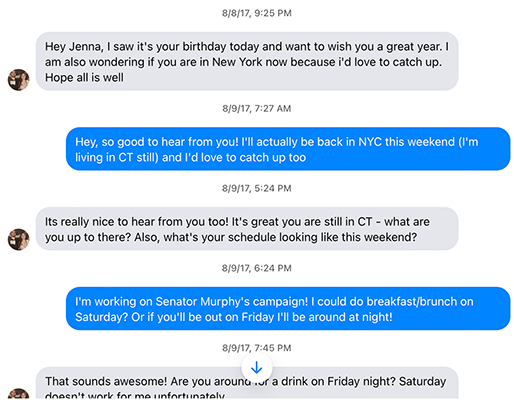 8/8/17, 9:25 PM
Hey Jenna, I saw it's your birthday today and want to wish you a great year. I
am also wondering if you are in New York now because i'd love to catch up.
Hope all is well
8/9/17, 7:27 AM
Hey, so good to hear from you! I'll actually be back in NYC this weekend (I'm
living in CT still) and I'd love to catch up too
8/9/17, 5:24 PM
Its really nice to hear from you too! It's great you are still in CT - what are
you up to there? Also, what's your schedule looking like this weekend?
8/9/17, 6:24 PM
I'm working on Senator Murphy's campaign! I could do breakfast/brunch on
Saturday? Or if you'll be out on Friday I'll be around at night!
8/9/17, 7:45 PM
That sounds awesome! Are you around for a drink on Friday night? Saturday
doesn't work for me unfortunately